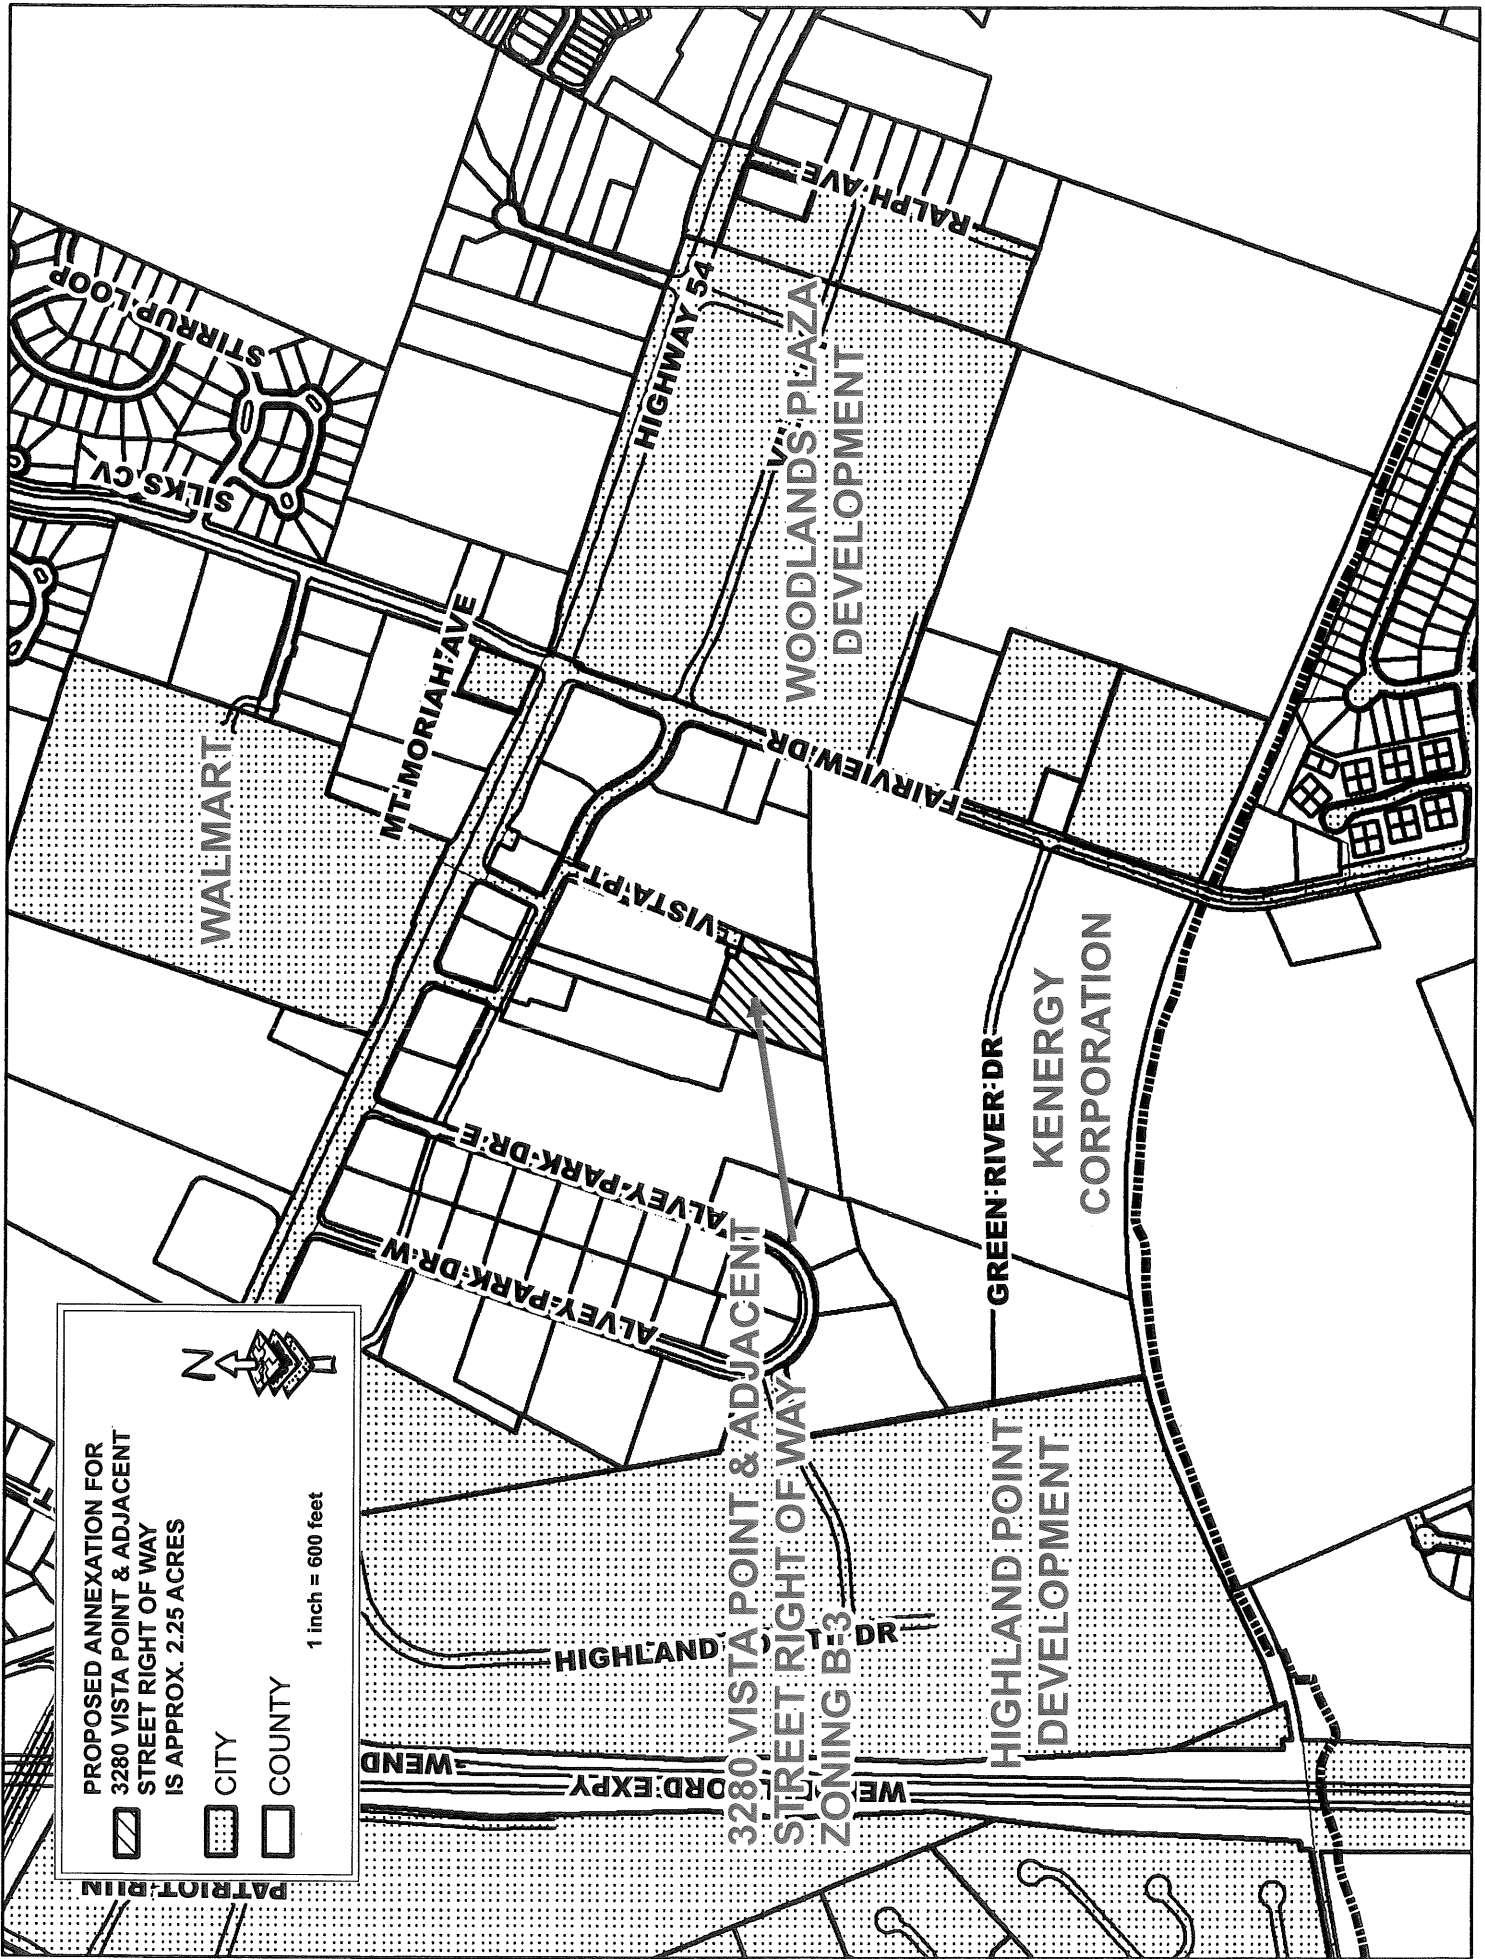 PROPOSED ANNEXATION FOR
3280 VISTA POINT & ADJACENT
STREET RIGHT OF WAY
IS APPROX. 2.25 ACRES
CITY
COUNTY
1 inch = 600 feet
N
PATRIOT RUN
WEND
HIGHLAND
DR
3280 VISTA POINT & ADJACENT
STREET RIGHT OF WAY
ZONING B-3
HIGHLAND POINT
DEVELOPMENT
ALVEY PARK DR W
ALVEY PARK DR E
GREEN RIVER DR
KENERGY
CORPORATION
WALMART
MT MORIAH AVE
VISTA PT
FAIRVIEW DR
SILKS CV
STIRRUP LOOP
HIGHWAY 54
WOODLANDS PLAZA
DEVELOPMENT
RALPH AVE